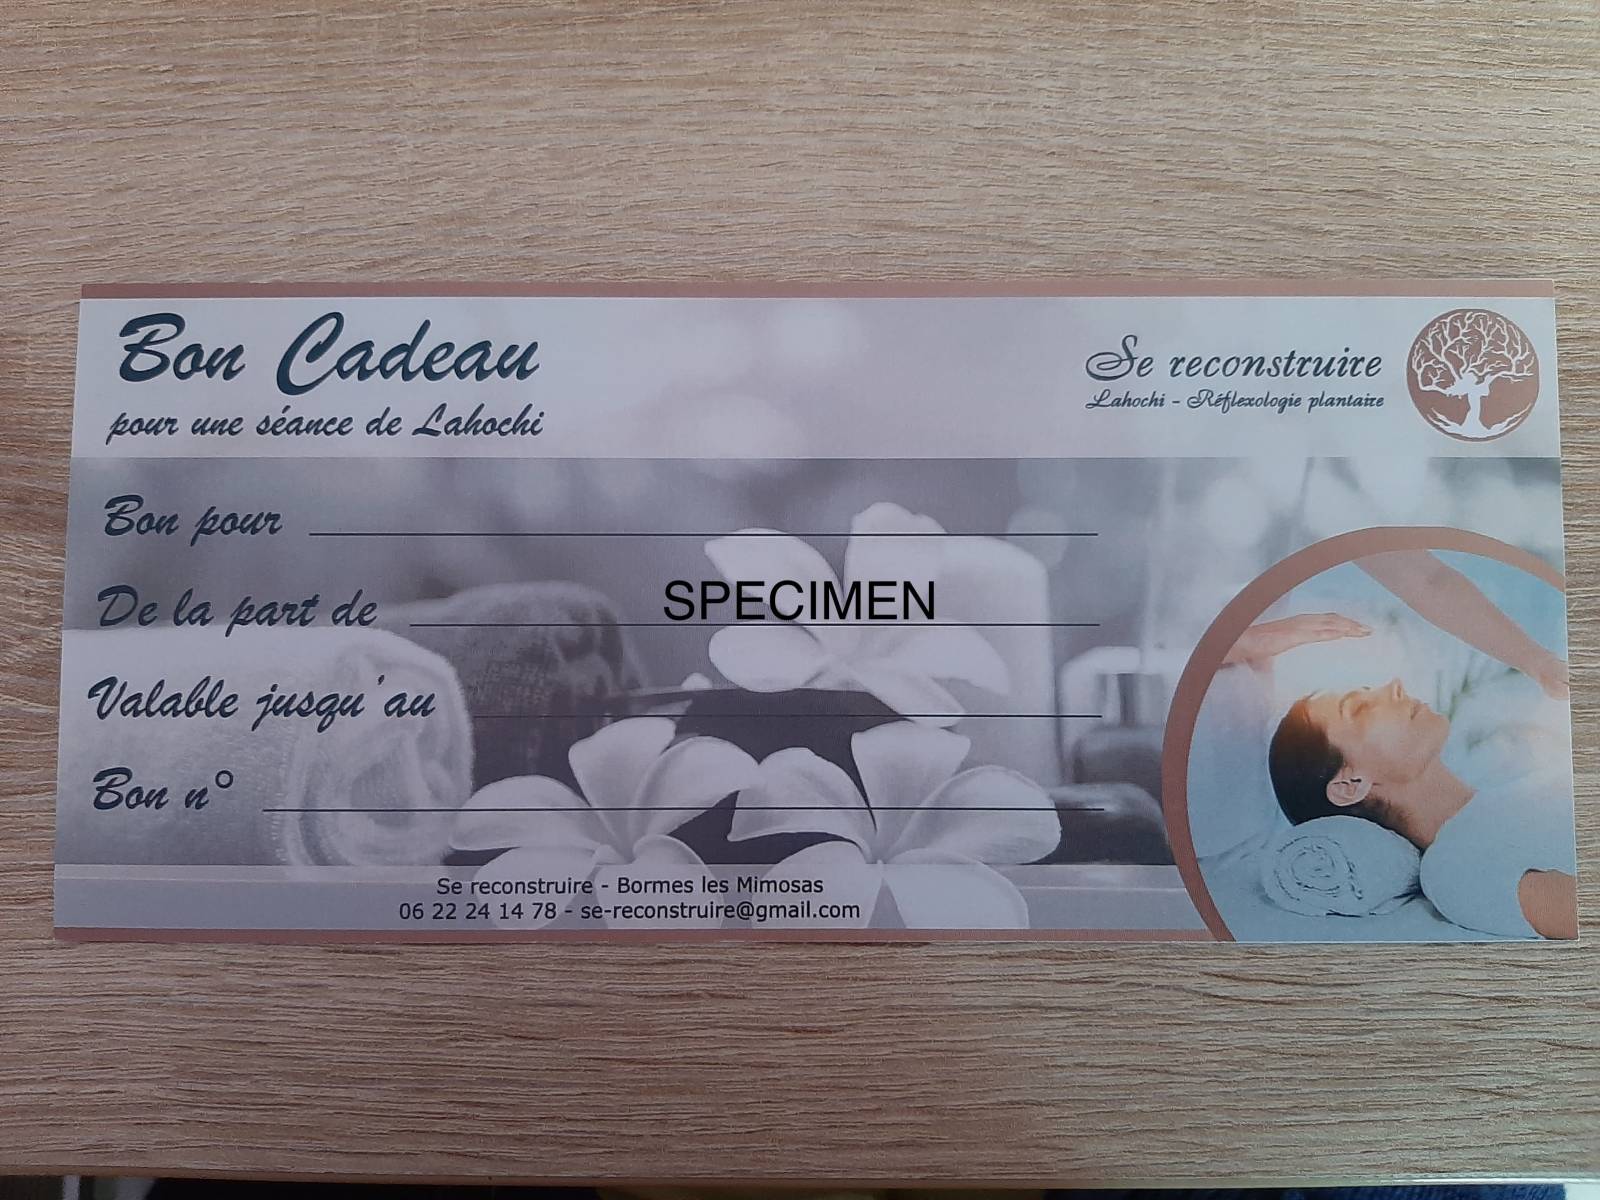 Bon Cadeau
pour une séance de Lahochi
Se reconstruire
Lahochi - Réflexologie plantaire
Bon pour
De la part de
SPECIMEN
Valable jusqu'au
Bon n°
Se reconstruire - Bormes les Mimosas
06 22 24 14 78 - se-reconstruire@gmail.com